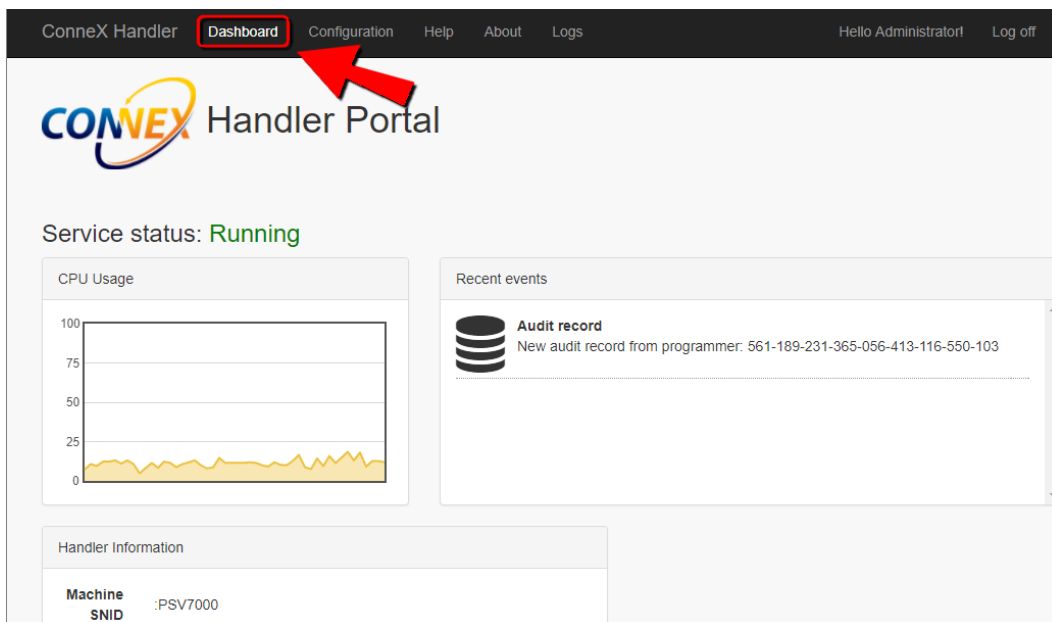 ConneX Handler Dashboard Configuration Help About Logs Hello Administrator! Log off
CONNEX Handler Portal
Service status: Running
CPU Usage
100
75
50
25
0
Recent events
Audit record
New audit record from programmer: 561-189-231-365-056-413-116-550-103
Handler Information
Machine
SNID
:PSV7000